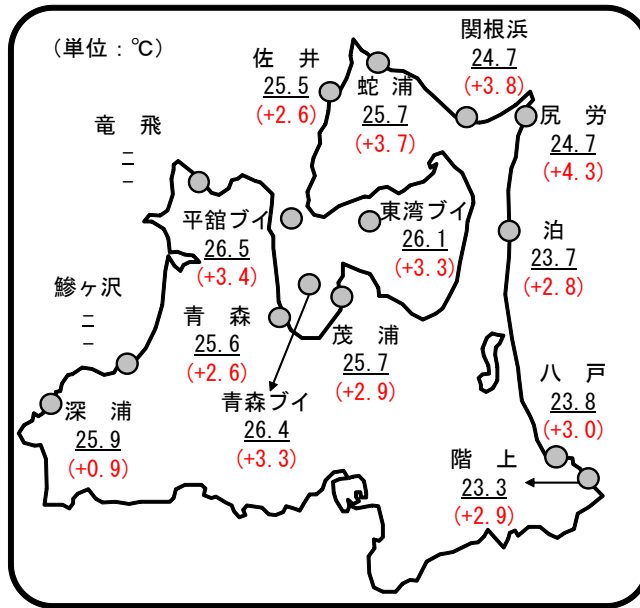 (単位：℃)
関根浜
24.7
(+3.8)
佐　井
25.5
(+2.6)
蛇　浦
25.7
(+3.7)
尻　労
24.7
(+4.3)
竜　飛
－
－
平舘ブイ
26.5
(+3.4)
東湾ブイ
26.1
(+3.3)
泊
23.7
(+2.8)
鰺ヶ沢
－
－
青　森
25.6
(+2.6)
茂　浦
25.7
(+2.9)
八　戸
23.8
(+3.0)
深　浦
25.9
(+0.9)
青森ブイ
26.4
(+3.3)
階　上
23.3
(+2.9)